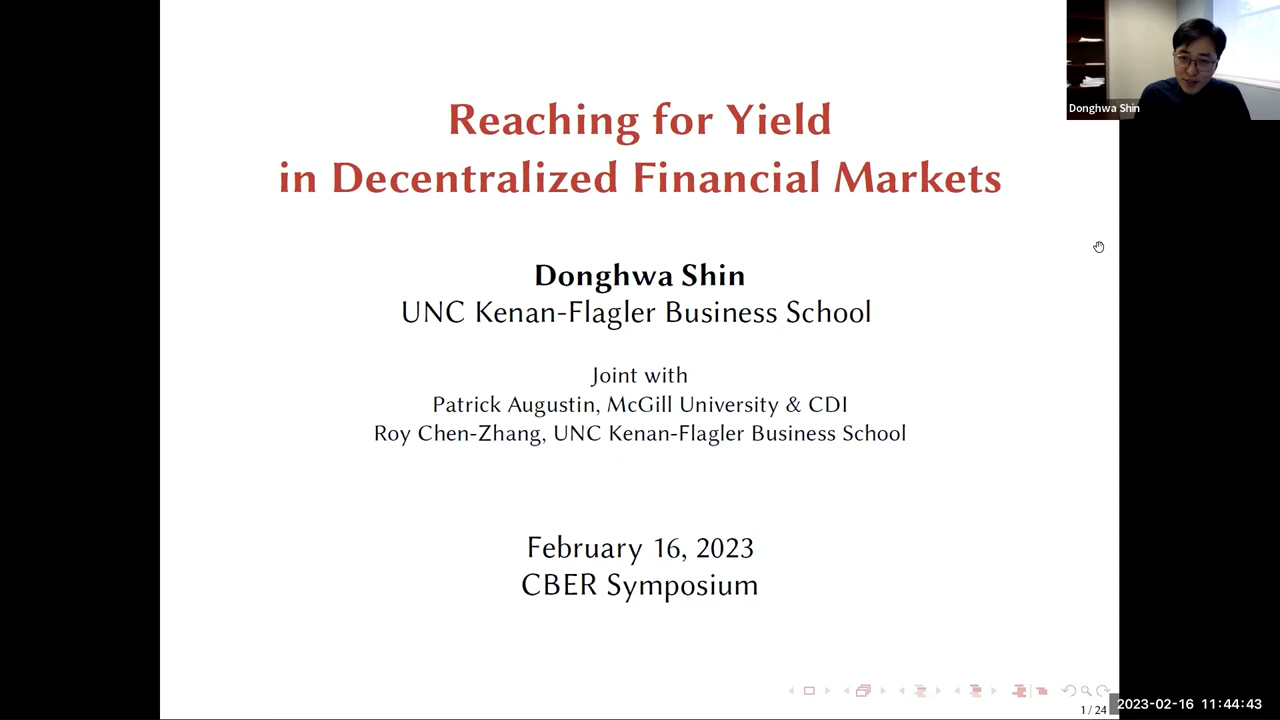 Reaching for Yield
in Decentralized Financial Markets
Donghwa Shin
Donghwa Shin
UNC Kenan-Flagler Business School
Joint with
Patrick Augustin, McGill University & CDI
Roy Chen-Zhang, UNC Kenan-Flagler Business School
February 16, 2023
CBER Symposium
1 / 24
2023-02-16 11:44:43